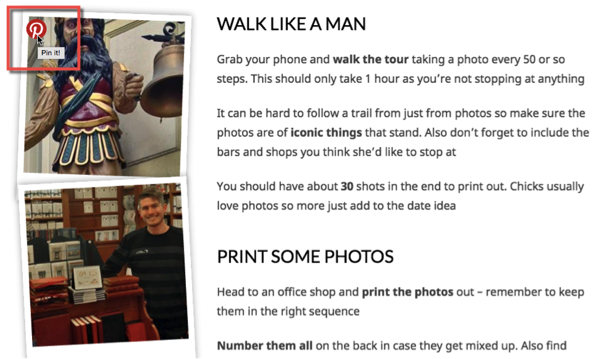 Pin it!
WALK LIKE A MAN
Grab your phone and walk the tour taking a photo every 50 or so
steps. This should only take 1 hour as you're not stopping at anything
It can be hard to follow a trail from just from photos so make sure the
photos are of iconic things that stand. Also don't forget to include the
bars and shops you think she'd like to stop at
You should have about 30 shots in the end to print out. Chicks usually
love photos so more just add to the date idea
PRINT SOME PHOTOS
Head to an office shop and print the photos out – remember to keep
them in the right sequence
Number them all on the back in case they get mixed up. Also find